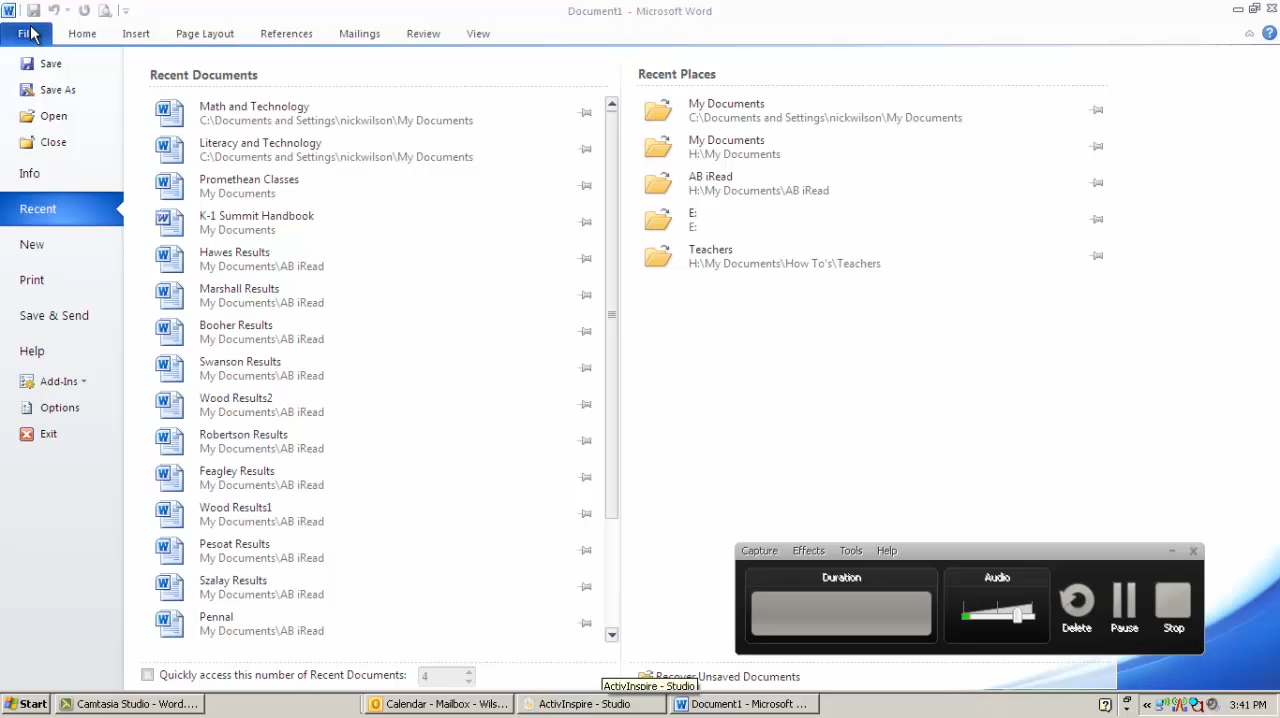 Document1 - Microsoft Word
File Home Insert Page Layout References Mailings Review View
Save
Save As
Open
Close
Info
Recent
New
Print
Save & Send
Help
Add-Ins
Options
Exit
Recent Documents
Math and Technology
C:\Documents and Settings\nickwilson\My Documents
Literacy and Technology
C:\Documents and Settings\nickwilson\My Documents
Promethean Classes
My Documents
K-1 Summit Handbook
My Documents
Hawes Results
My Documents\AB iRead
Marshall Results
My Documents\AB iRead
Booher Results
My Documents\AB iRead
Swanson Results
My Documents\AB iRead
Wood Results2
My Documents\AB iRead
Robertson Results
My Documents\AB iRead
Feagley Results
My Documents\AB iRead
Wood Results1
My Documents\AB iRead
Pesoat Results
My Documents\AB iRead
Szalay Results
My Documents\AB iRead
Pennal
My Documents\AB iRead
Quickly access this number of Recent Documents: 4
Recent Places
My Documents
C:\Documents and Settings\nickwilson\My Documents
My Documents
H:\My Documents
AB iRead
H:\My Documents\AB iRead
E:
E:
Teachers
H:\My Documents\How To's\Teachers
Capture Effects Tools Help
Duration
Audio
Delete Pause Stop
Recover Unsaved Documents
ActivInspire - Studio
Start Camtasia Studio - Word.... Calendar - Mailbox - Wils... ActivInspire - Studio Document1 - Microsoft ... 3:41 PM